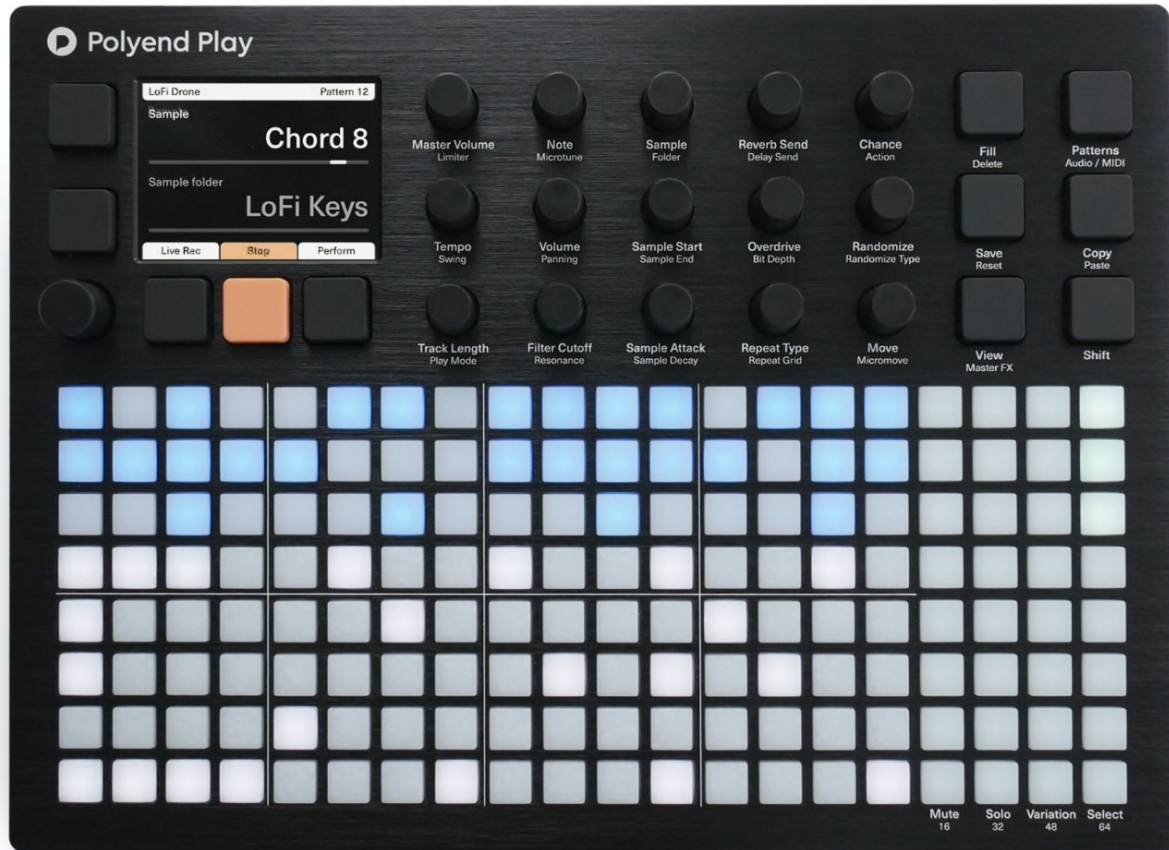 Polyend Play
LoFi Drone Pattern 12
Sample
Chord 8
Sample folder
LoFi Keys
Live Rec Stop Perform
Master Volume
Limiter
Note
Microtune
Sample
Folder
Reverb Send
Delay Send
Chance
Action
Fill
Delete
Patterns
Audio / MIDI
Tempo
Swing
Volume
Panning
Sample Start
Sample End
Overdrive
Bit Depth
Randomize
Randomize Type
Save
Reset
Copy
Paste
Track Length
Play Mode
Filter Cutoff
Resonance
Sample Attack
Sample Decay
Repeat Type
Repeat Grid
Move
Micromove
View
Master FX
Shift
Mute
16
Solo
32
Variation
48
Select
64